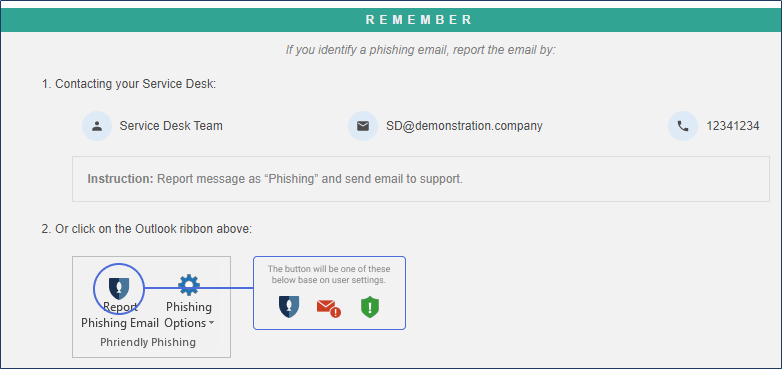 REMEMBER
If you identify a phishing email, report the email by:
1. Contacting your Service Desk:
Service Desk Team
SD@demonstration.company
12341234
Instruction: Report message as “Phishing” and send email to support.
2. Or click on the Outlook ribbon above:
Report
Phishing Email
Phishing
Options
Phriendly Phishing
The button will be one of these
below base on user settings.